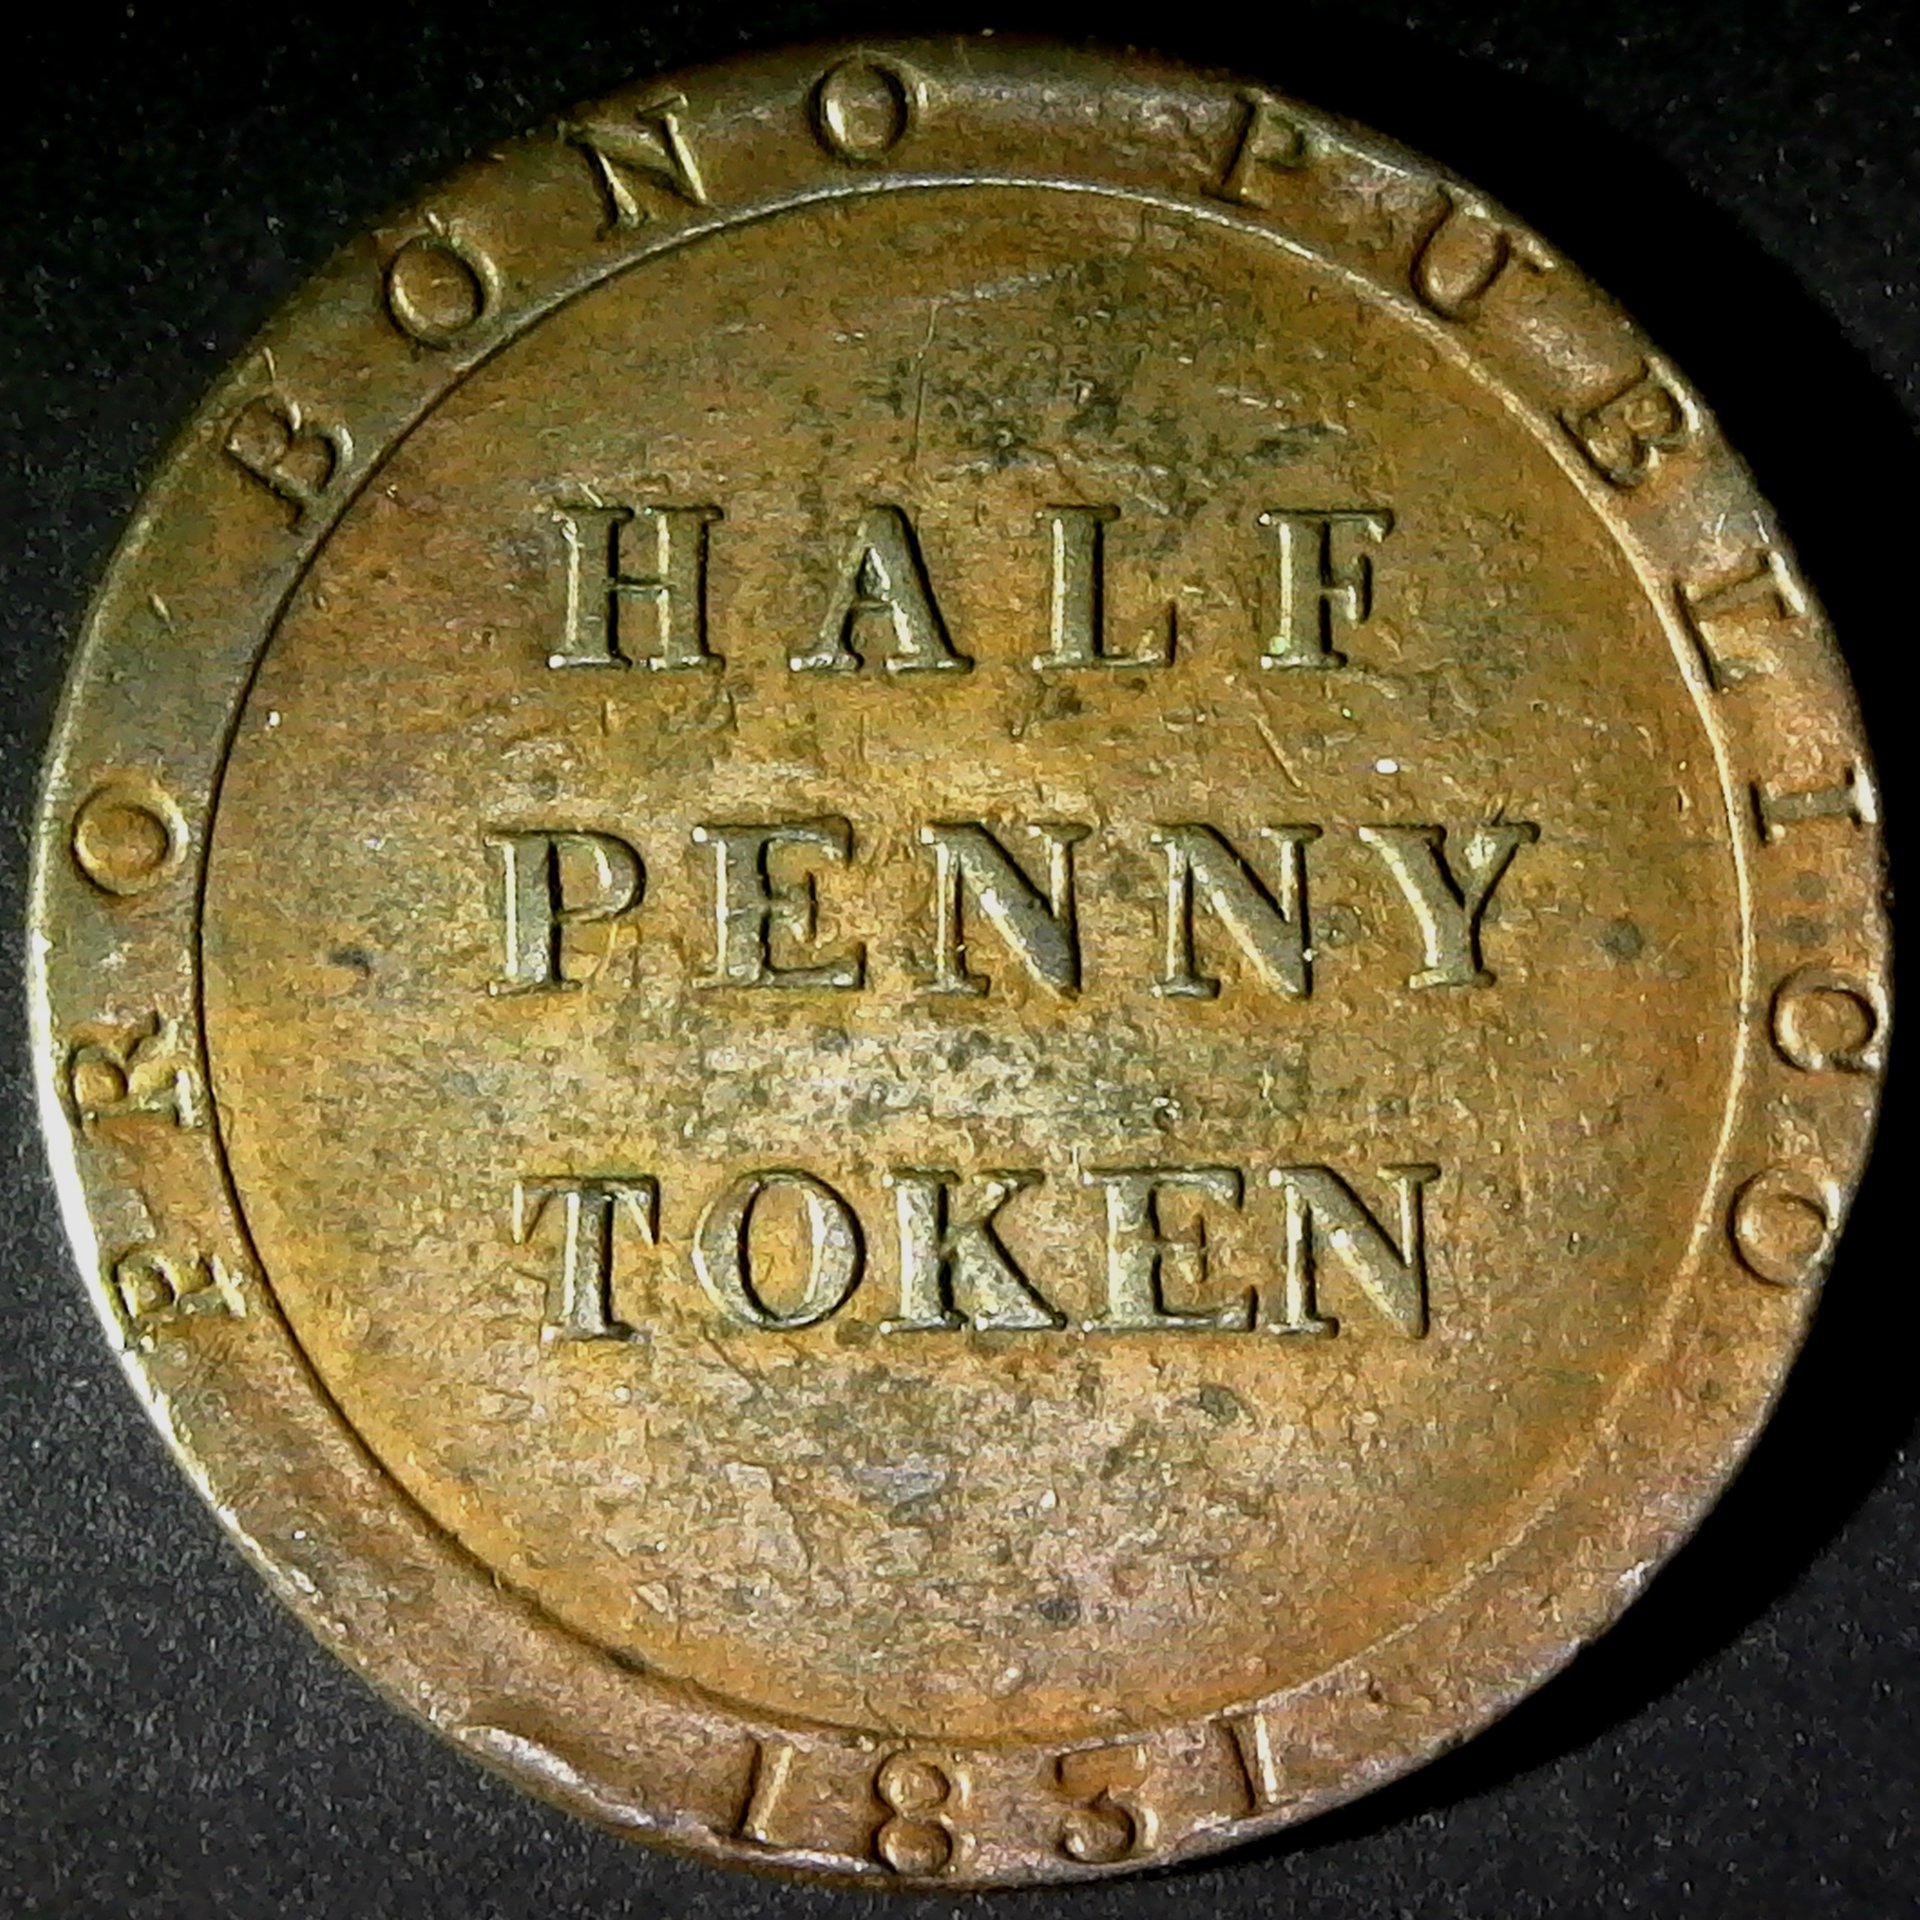 PRO BONO PUBLICO
HALF
PENNY
TOKEN
1831